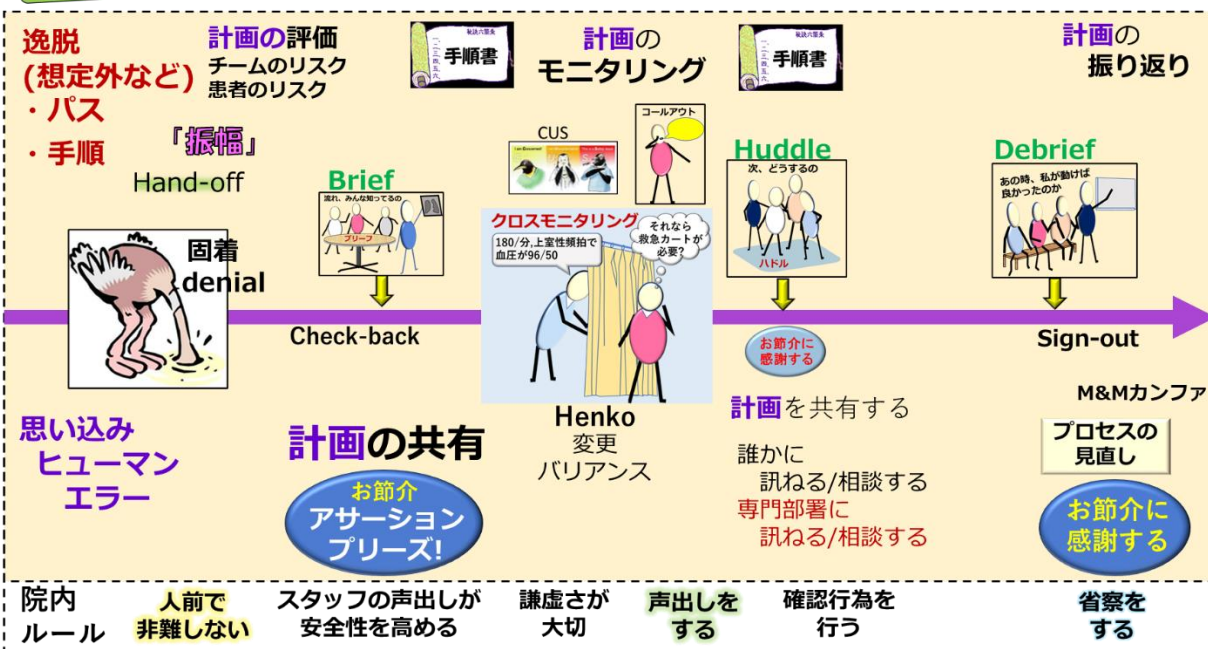 逸脱
(想定外など)
・パス
・手順
計画の評価
チームのリスク
患者のリスク
「振幅」
Hand-off
手順書
計画の
モニタリング
手順書
計画の
振り返り
CUS
コールアウト
Brief
流れ、みんな知ってるの
ブリーフ
クロスモニタリング
180/分,上室性頻拍で
血圧が96/50
それなら
救急カートが
必要?
Huddle
次、どうするの
ハドル
Debrief
あの時、私が動けば
良かったのか
固着
denial
Check-back
お節介に
感謝する
Sign-out
思い込み
ヒューマン
エラー
計画の共有
お節介
アサーション
プリーズ!
Henko
変更
バリアンス
計画を共有する
誰かに
訊ねる/相談する
専門部署に
訊ねる/相談する
M&Mカンファ
プロセスの
見直し
お節介に
感謝する
院内
ルール
人前で
非難しない
スタッフの声出しが
安全性を高める
謙虚さが
大切
声出しを
する
確認行為を
行う
省察を
する